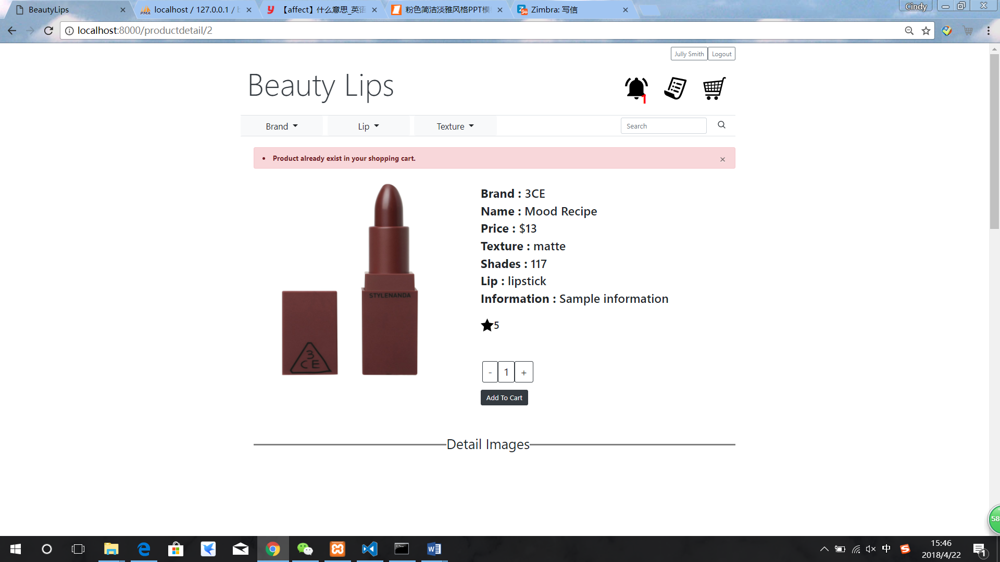 BeautyLips
localhost / 127.0.0.1 / b
【affect】什么意思_英语
粉色简洁淡雅风格PPT模
Zimbra: 写信
Cindy
localhost:8000/productdetail/2
Jully Smith
Logout
Beauty Lips
1
Brand
Lip
Texture
Search
Product already exist in your shopping cart.
Brand : 3CE
Name : Mood Recipe
Price : $13
Texture : matte
Shades : 117
Lip : lipstick
Information : Sample information
STYLENANDA
3
CE
5
- 1 +
Add To Cart
Detail Images
58
中
15:46
2018/4/22
1